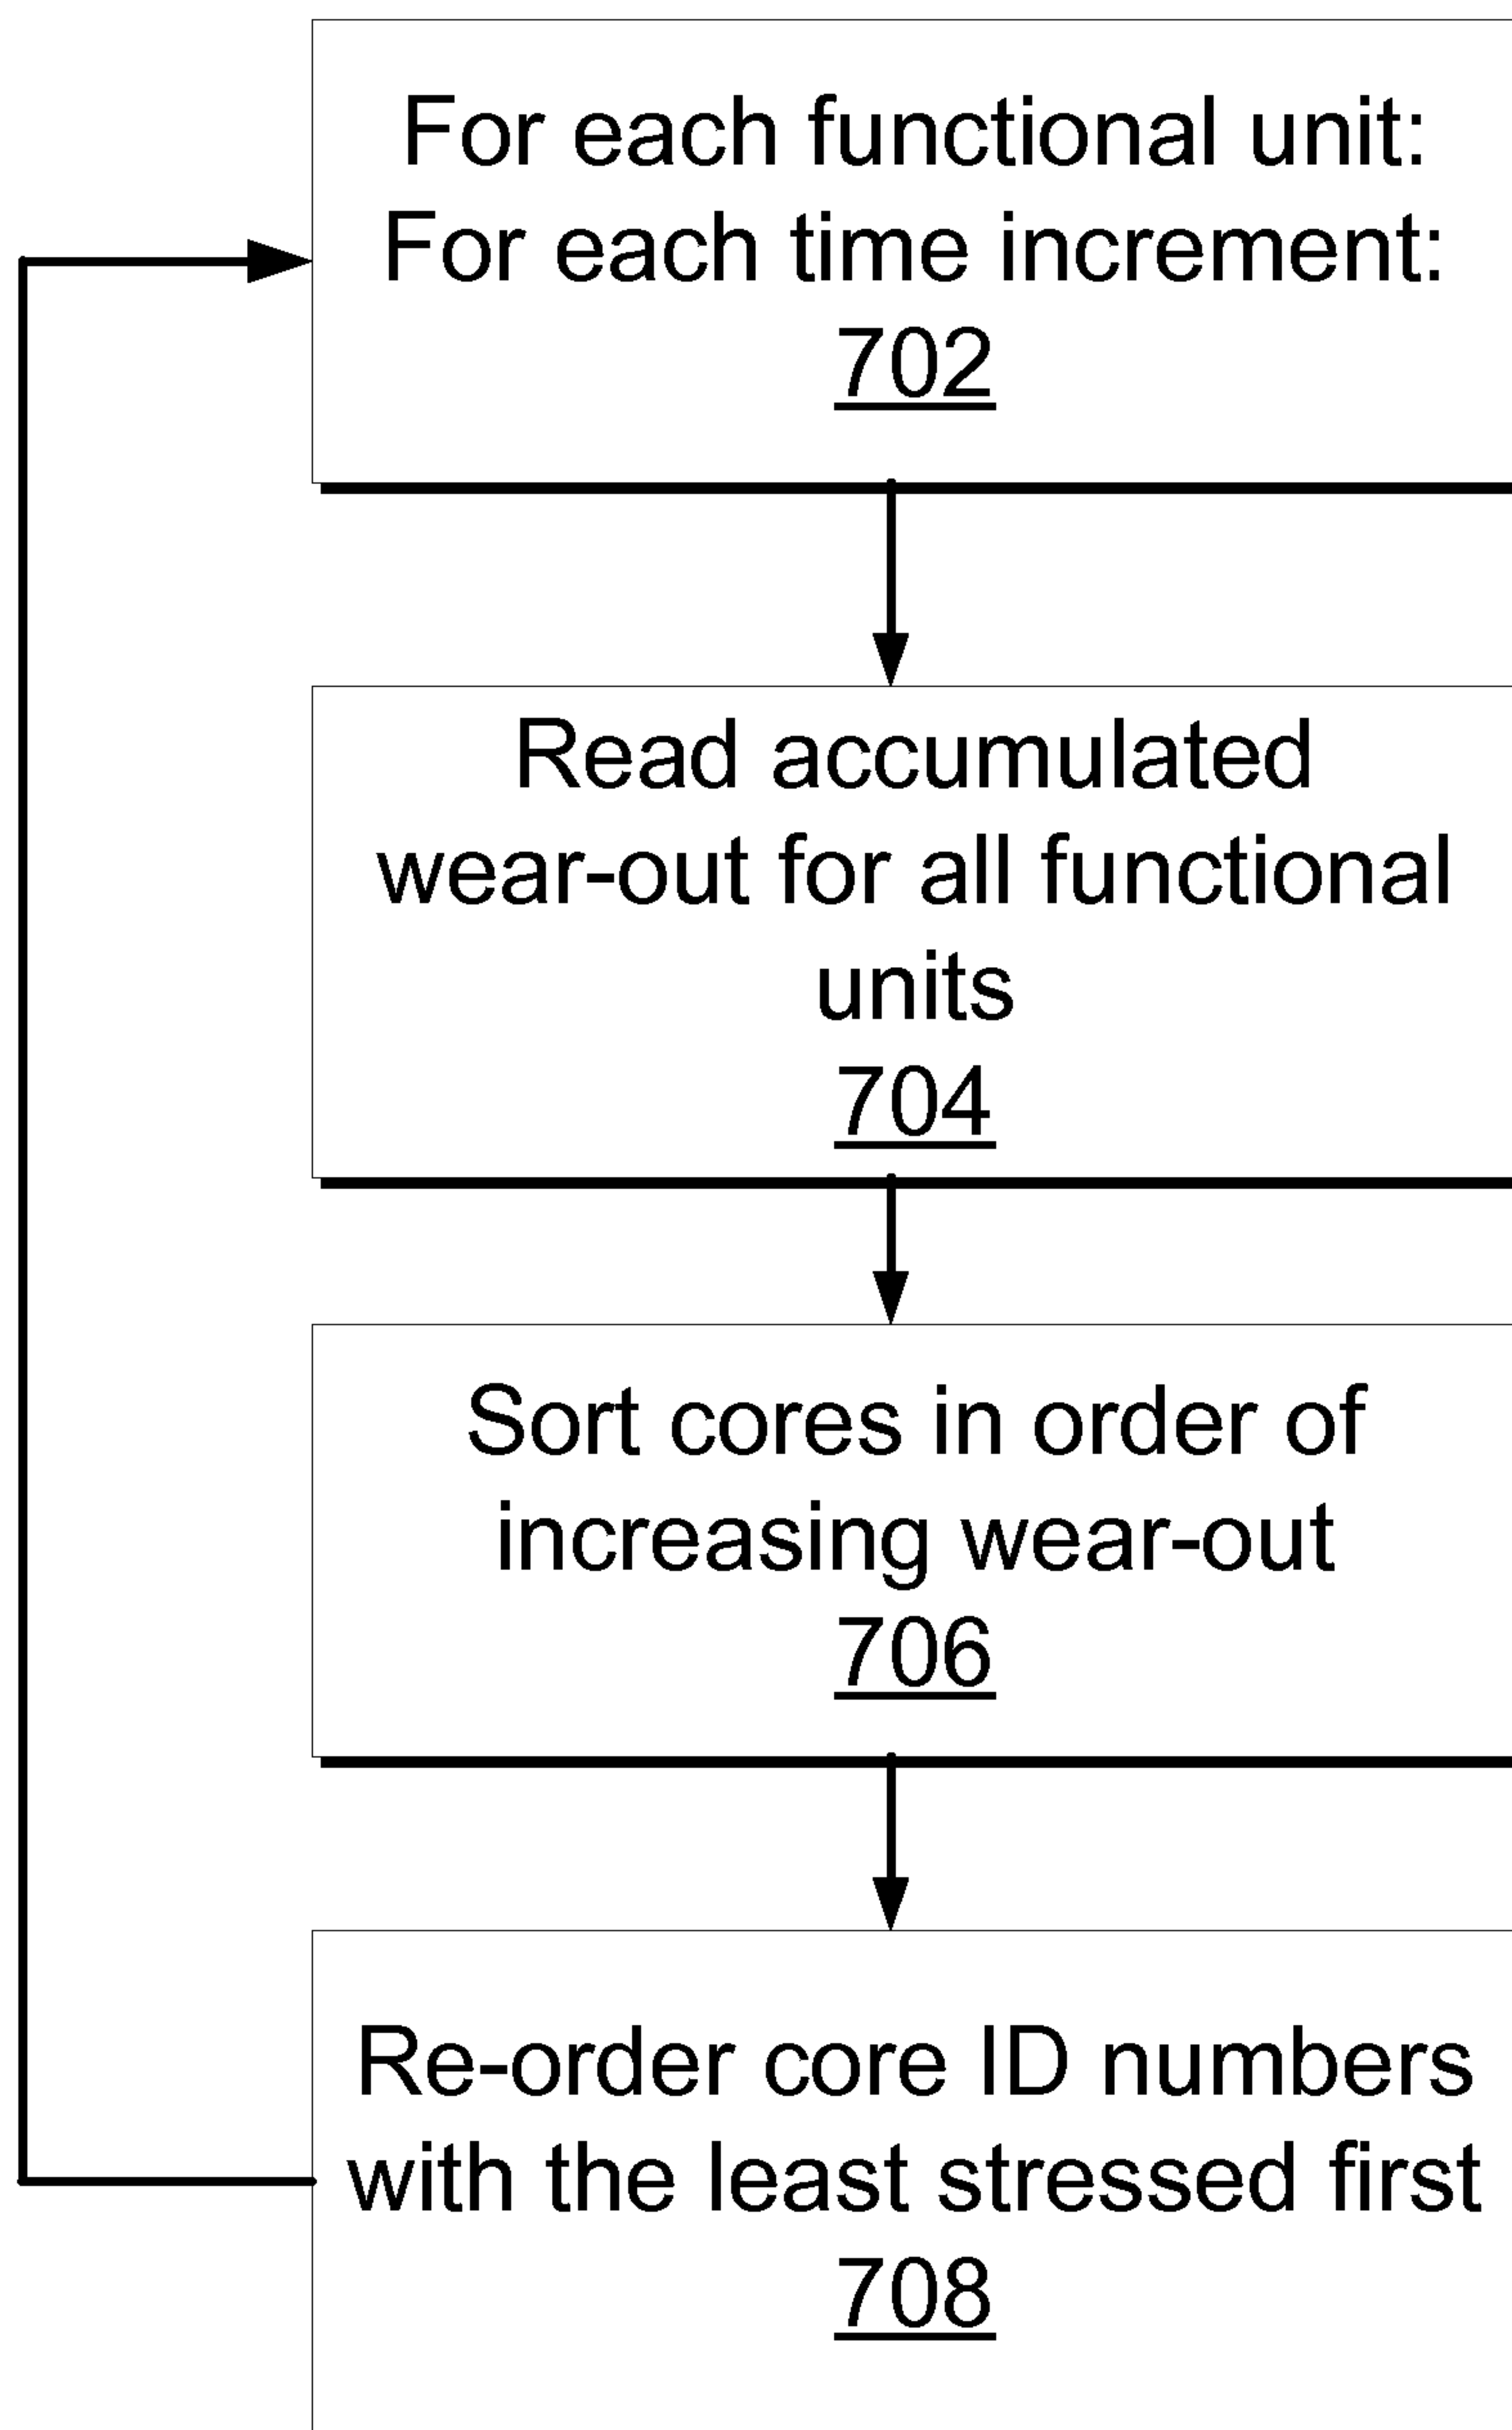 For each functional unit:
For each time increment:
702
Read accumulated
wear-out for all functional
units
704
Sort cores in order of
increasing wear-out
706
Re-order core ID numbers
with the least stressed first
708